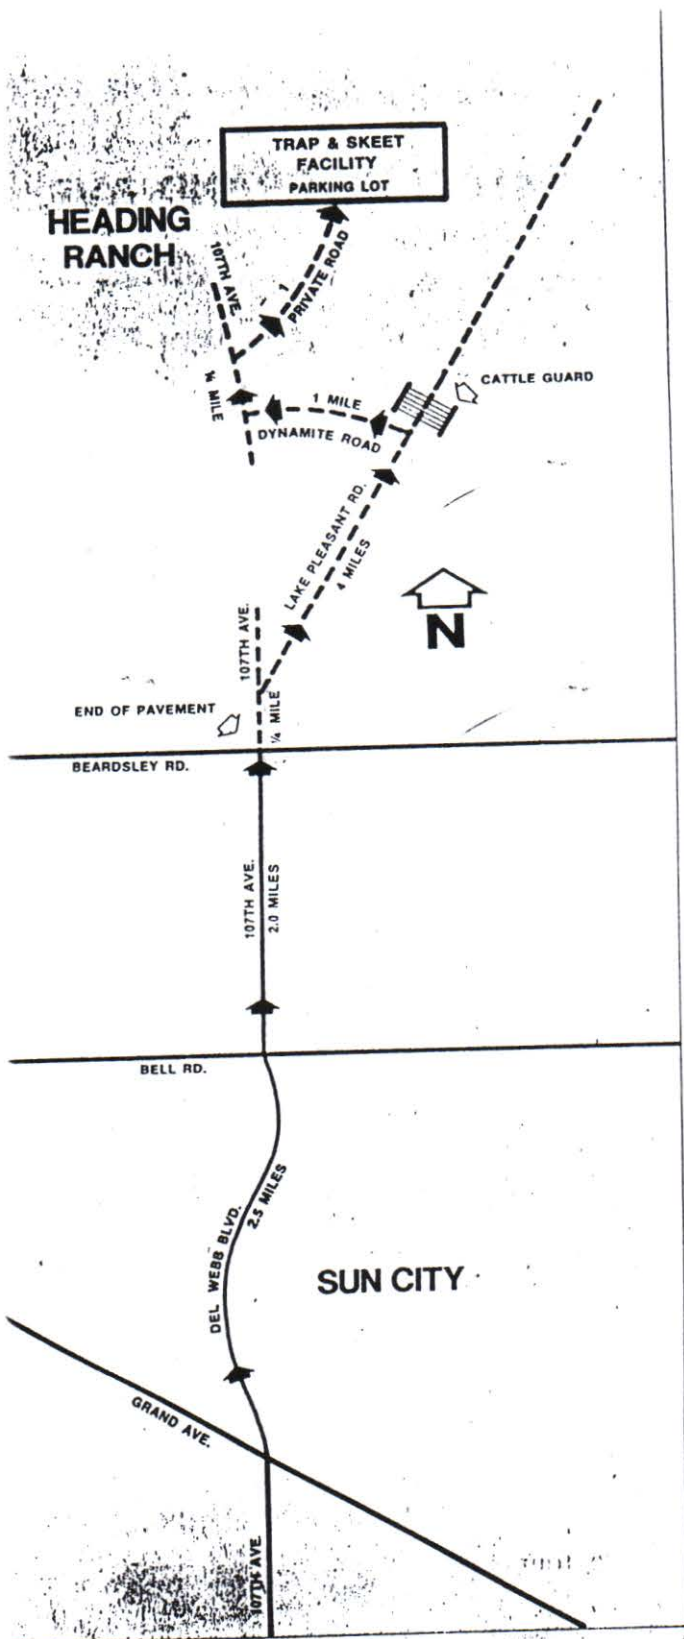 TRAP & SKEET
FACILITY
PARKING LOT
HEADING
RANCH
107TH AVE.
1
PRIVATE ROAD
¼ MILE
1 MILE
DYNAMITE ROAD
CATTLE GUARD
LAKE PLEASANT RD.
4 MILES
N
107TH AVE.
¼ MILE
END OF PAVEMENT
BEARDSLEY RD.
107TH AVE.
2.0 MILES
BELL RD.
DEL WEBB BLVD.
2.5 MILES
SUN CITY
GRAND AVE.
107TH AVE.